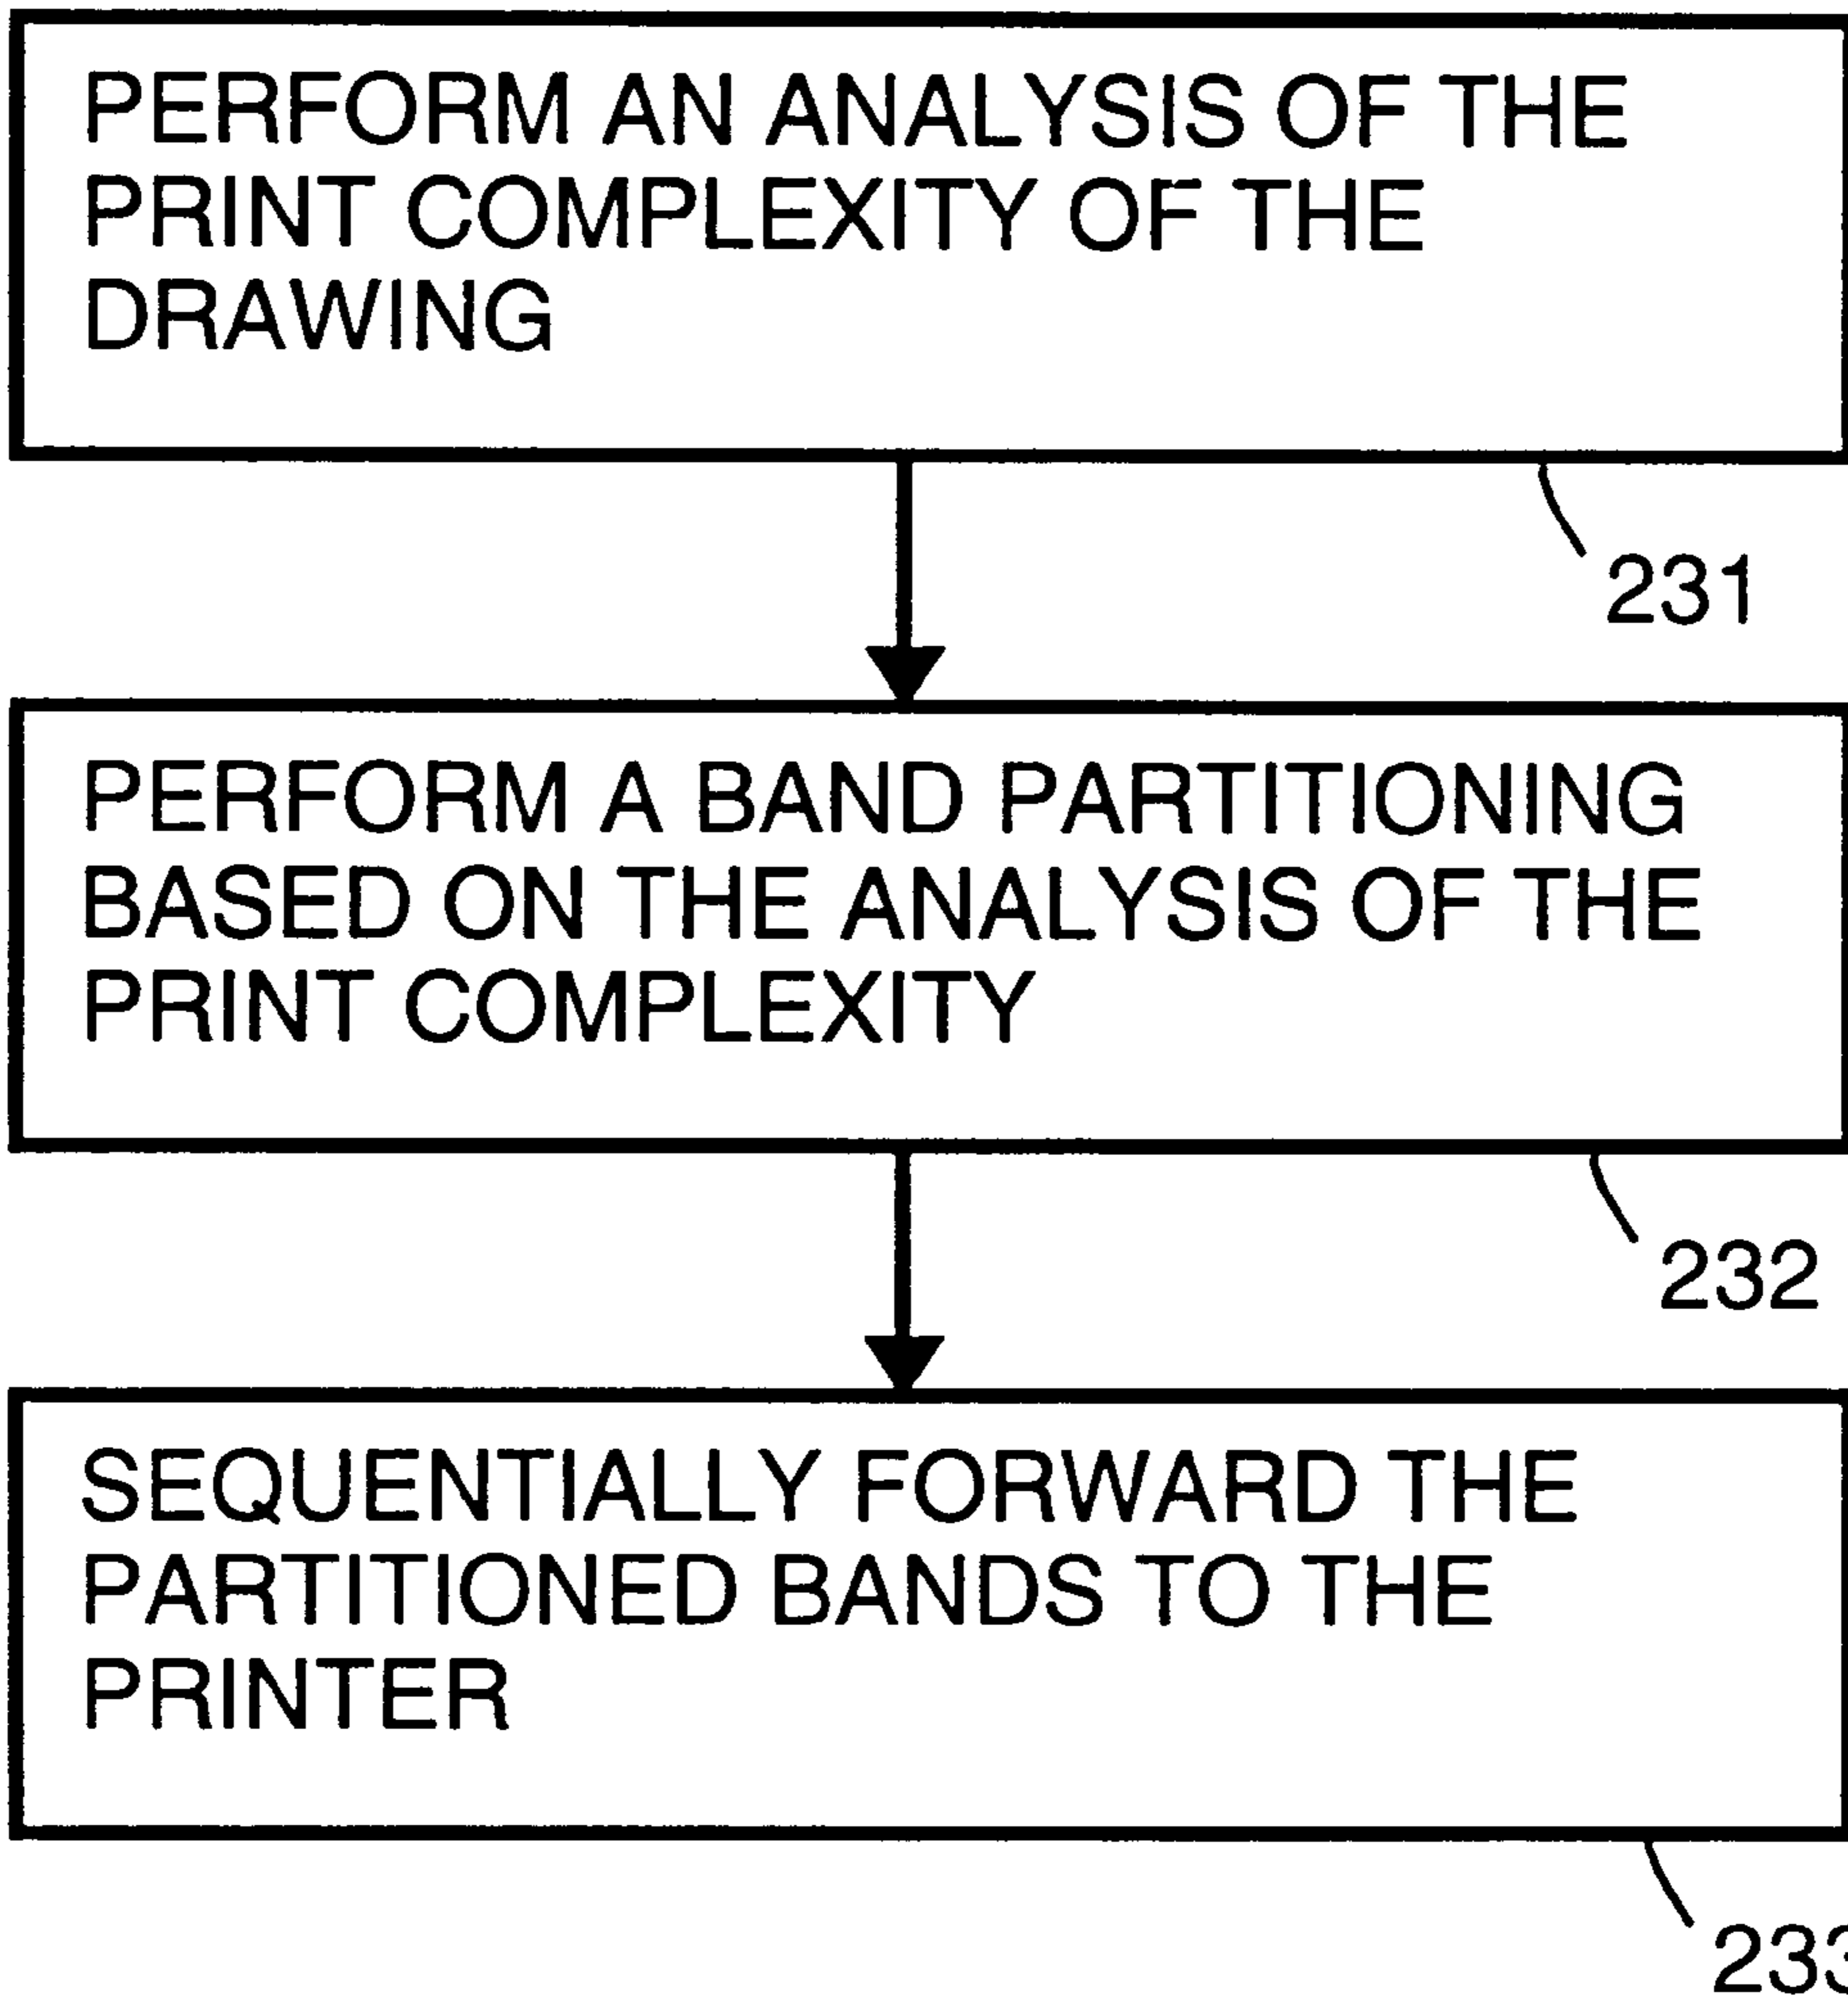 PERFORM AN ANALYSIS OF THE
PRINT COMPLEXITY OF THE
DRAWING
231
PERFORM A BAND PARTITIONING
BASED ON THE ANALYSIS OF THE
PRINT COMPLEXITY
232
SEQUENTIALLY FORWARD THE
PARTITIONED BANDS TO THE
PRINTER
233